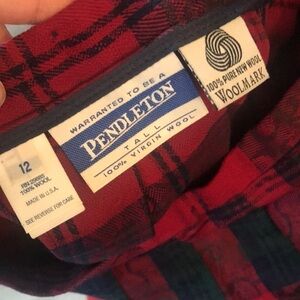 WARRANTED TO BE A
PENDLETON
TALL
100% VIRGIN WOOL
100% PURE NEW WOOL
WOOLMARK
12
100% WOOL
MADE IN U.S.A.
SEE REVERSE FOR CARE